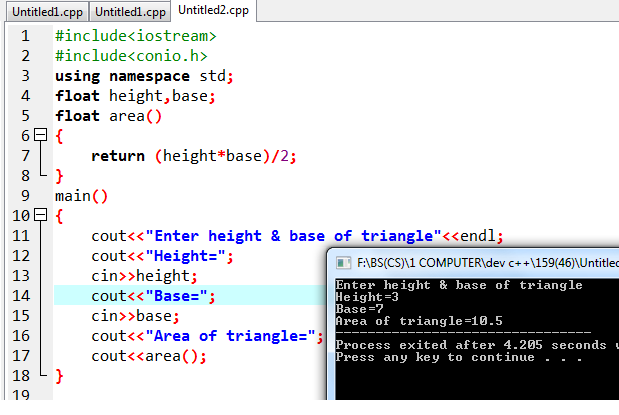 Untitled1.cpp Untitled1.cpp Untitled2.cpp
1 #include<iostream>
2 #include<conio.h>
3 using namespace std;
4 float height,base;
5 float area()
6 {
7 return (height*base)/2;
8 }
9 main()
10 {
11 cout<<"Enter height & base of triangle"<<endl;
12 cout<<"Height=";
13 cin>>height;
14 cout<<"Base=";
15 cin>>base;
16 cout<<"Area of triangle=";
17 cout<<area();
18 }
19
F:\BS(CS)\1 COMPUTER\dev c++\159(46)\Untitled
Enter height & base of triangle
Height=3
Base=7
Area of triangle=10.5
--------------------------------
Process exited after 4.205 seconds
Press any key to continue . . .